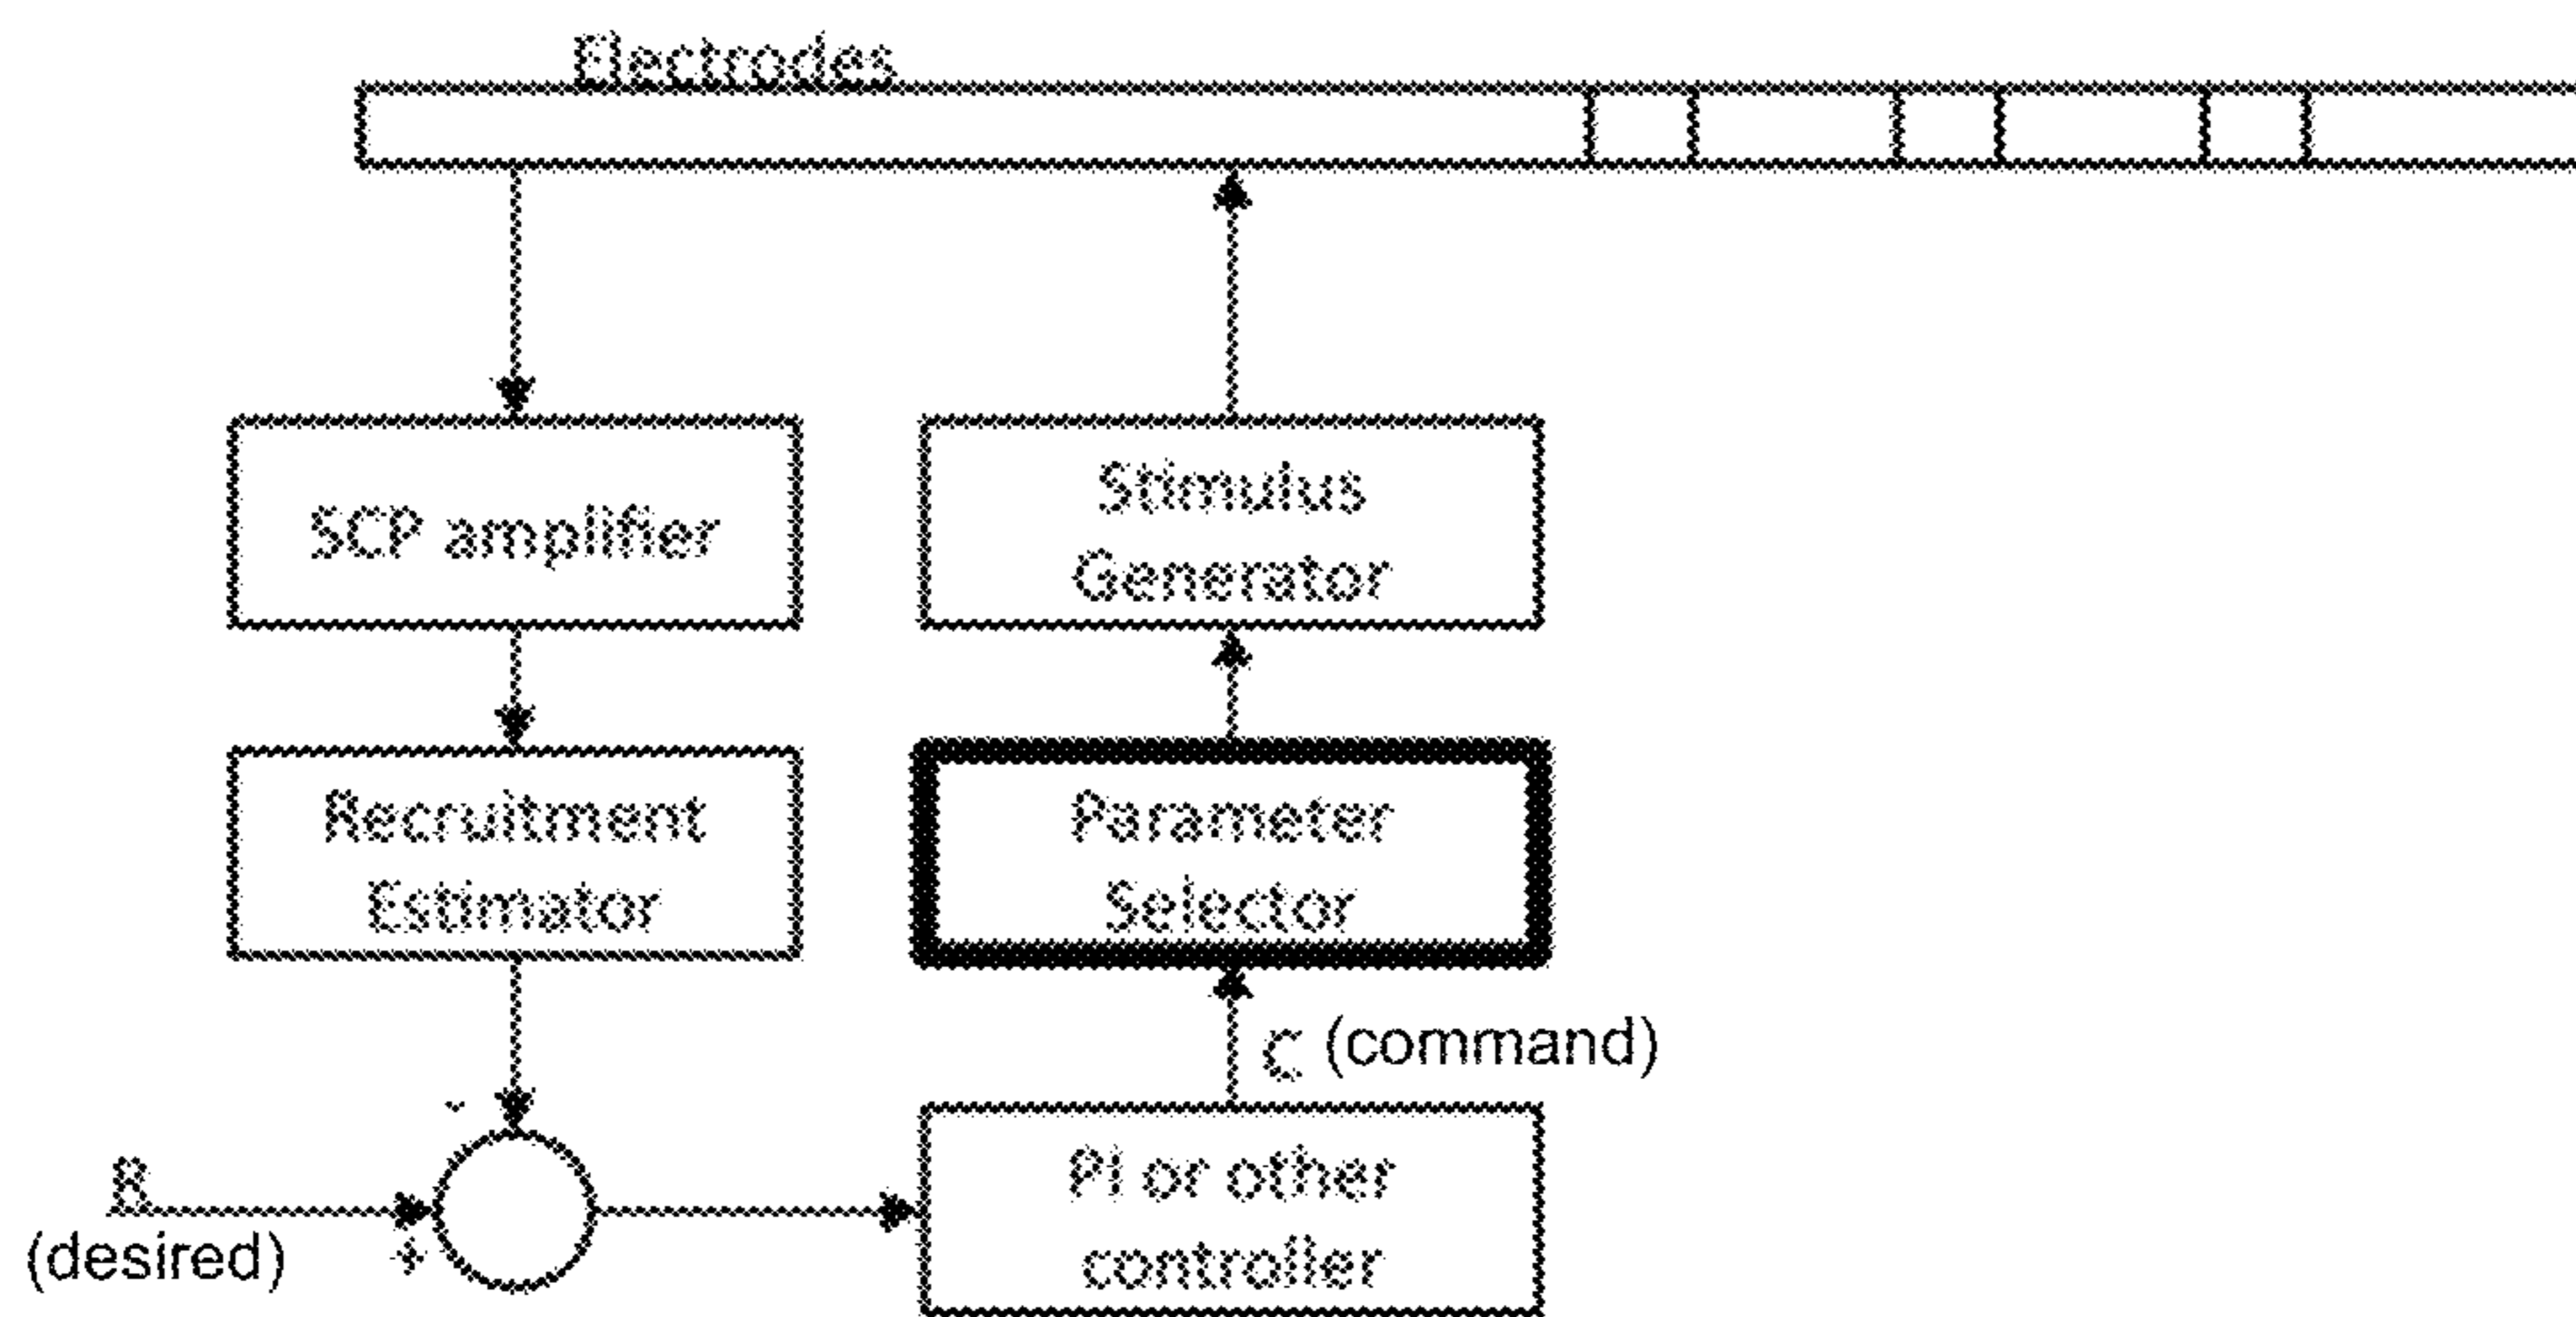 Electrodes
SCP amplifier
Stimulus
Generator
Recruitment
Estimator
Parameter
Selector
C (command)
-
R
(desired)
+
PI or other
controller